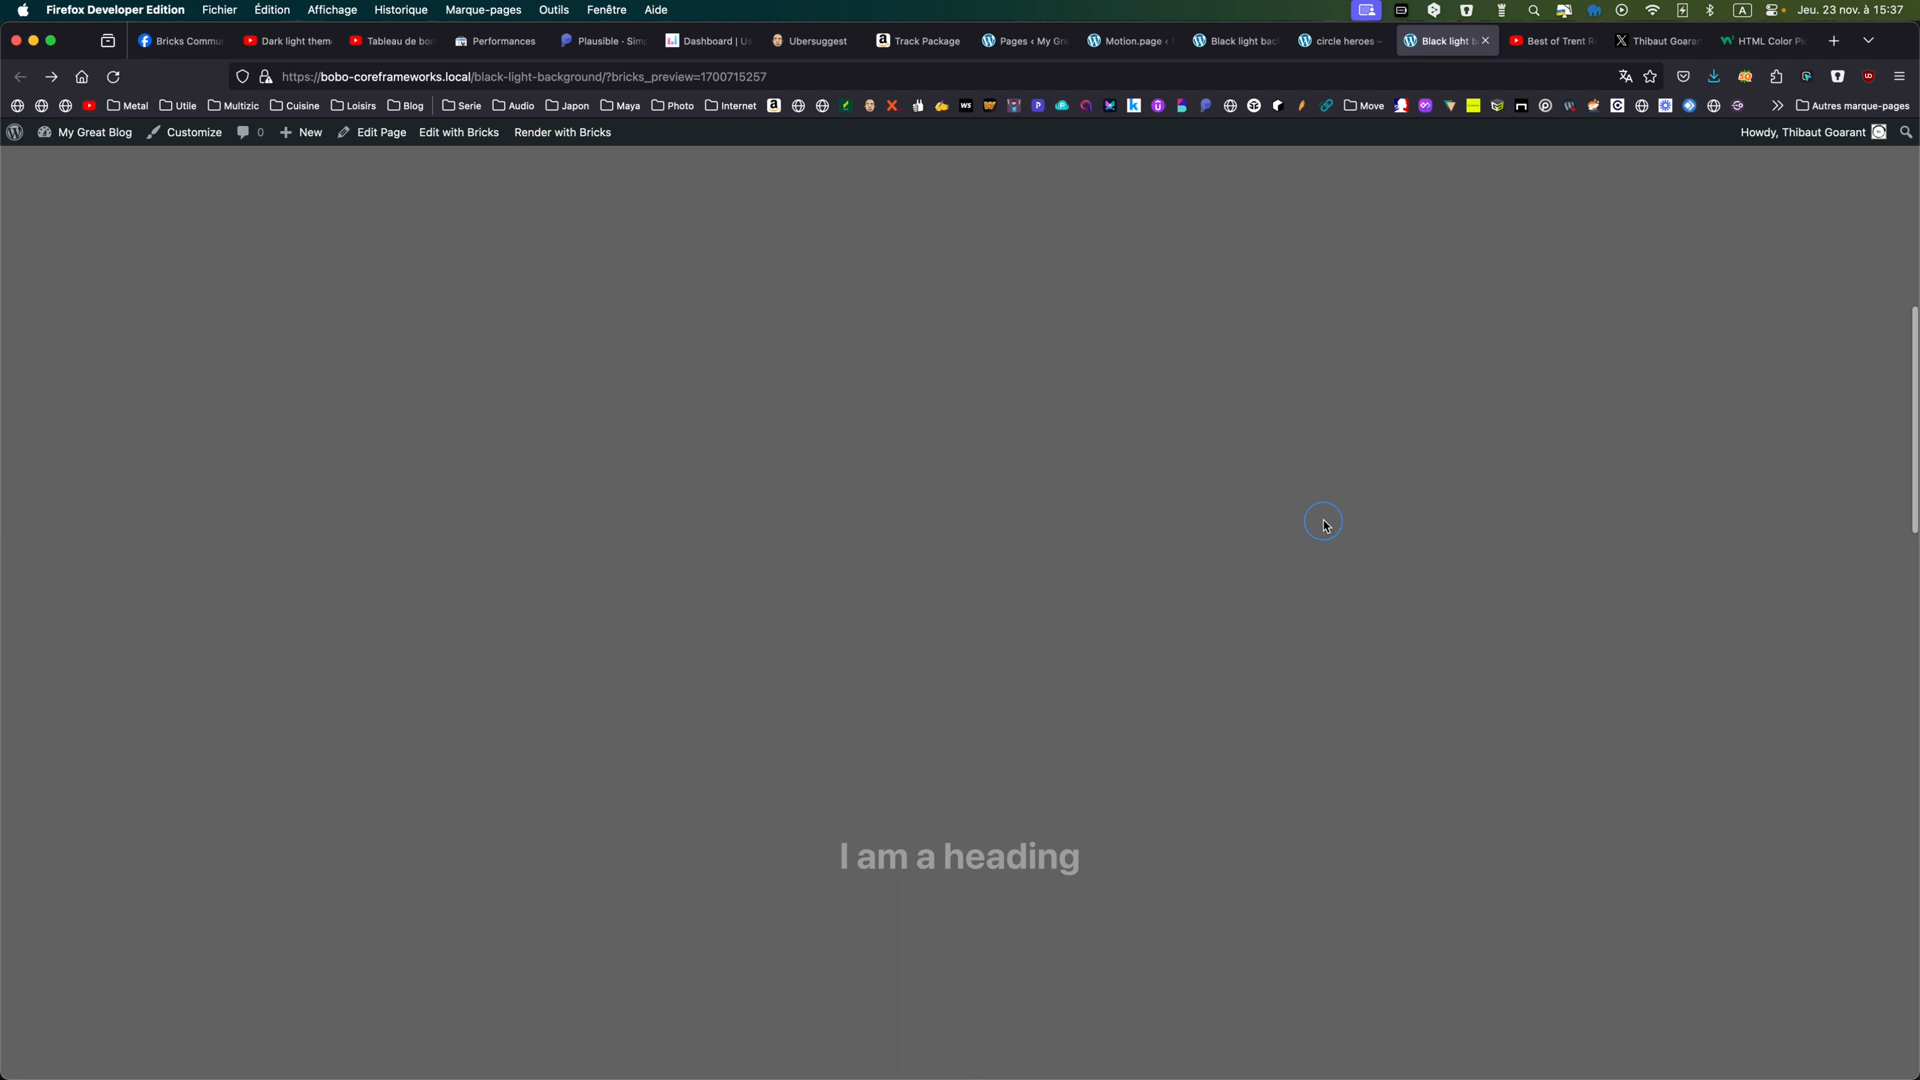 Firefox Developer Edition Fichier Édition Affichage Historique Marque-pages Outils Fenêtre Aide A Jeu. 23 nov. à 15:37
Bricks Commu Dark light them Tableau de bo Performances Plausible · Sim Dashboard | U Ubersuggest Track Package Pages ‹ My Gre Motion.page ‹ Black light bac circle heroes – Black light b Best of Trent R Thibaut Goaran HTML Color Pi
https://bobo-coreframeworks.local/black-light-background/?bricks_preview=1700715257
Metal Utile Multizic Cuisine Loisirs Blog Serie Audio Japon Maya Photo Internet Move Autres marque-pages
My Great Blog Customize 0 New Edit Page Edit with Bricks Render with Bricks Howdy, Thibaut Goarant
I am a heading